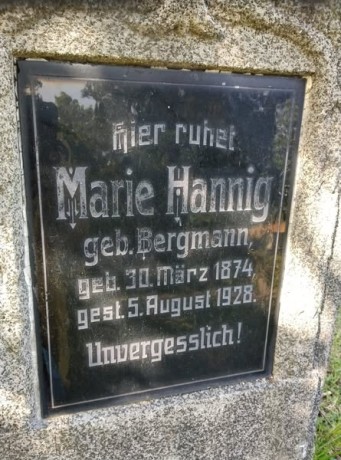 Hier ruhet
Marie Hannig
geb. Bergmann,
geb. 30. März 1874
gest. 5. August 1928.
Unvergesslich!